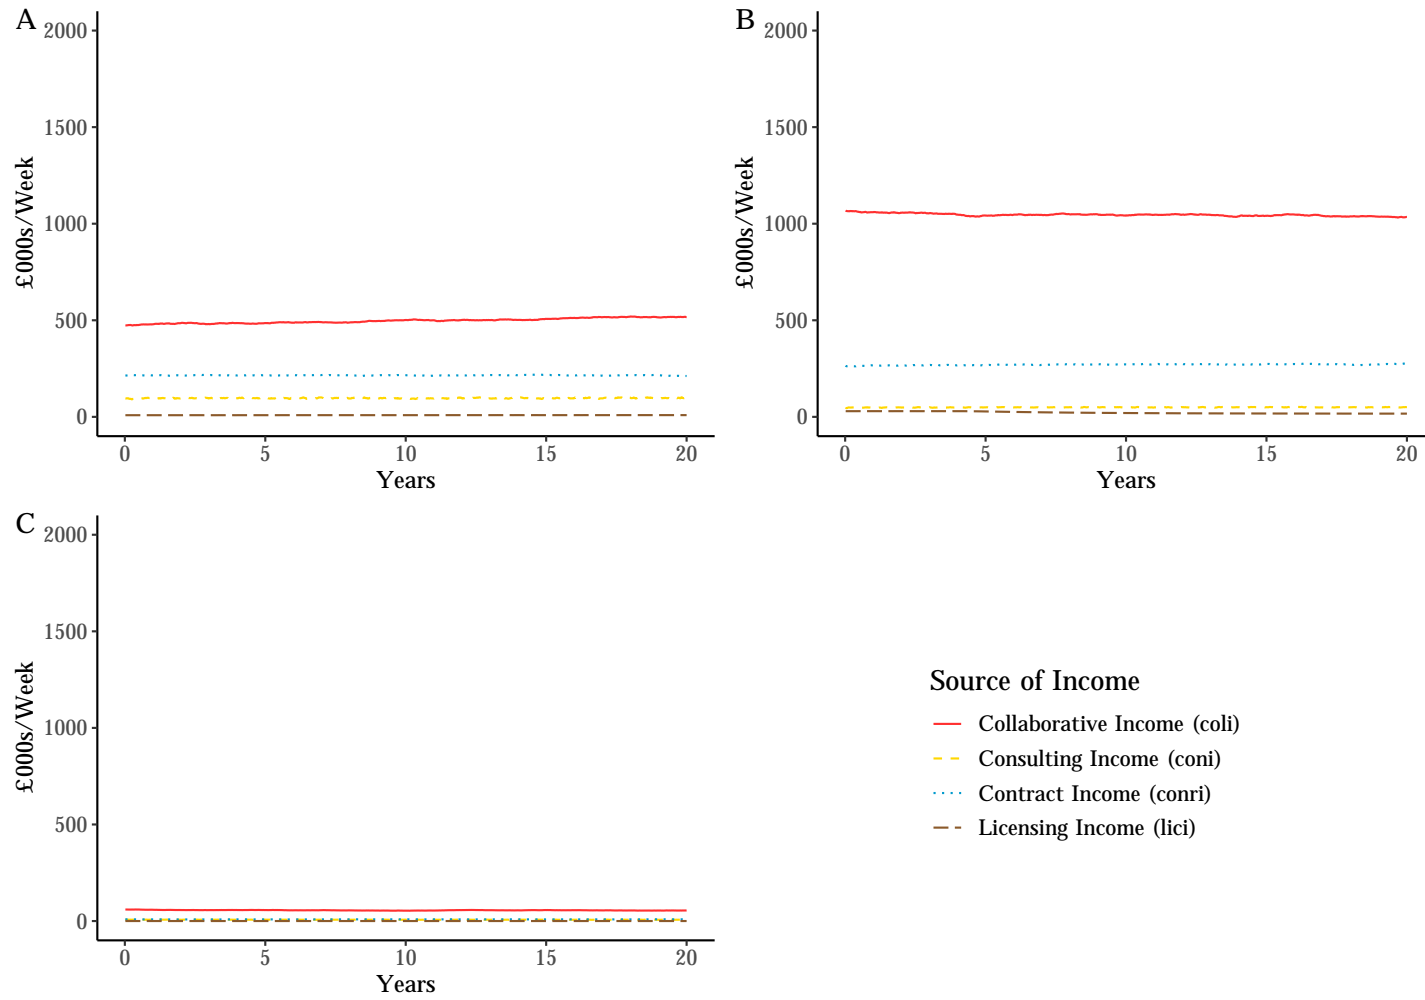 A
2000
1500
1000
500
0
£000s/Week
0 5 10 15 20
Years
B
2000
1500
1000
500
0
£000s/Week
0 5 10 15 20
Years
C
2000
1500
1000
500
0
£000s/Week
0 5 10 15 20
Years
Source of Income
Collaborative Income (coli)
Consulting Income (coni)
Contract Income (conri)
Licensing Income (lici)